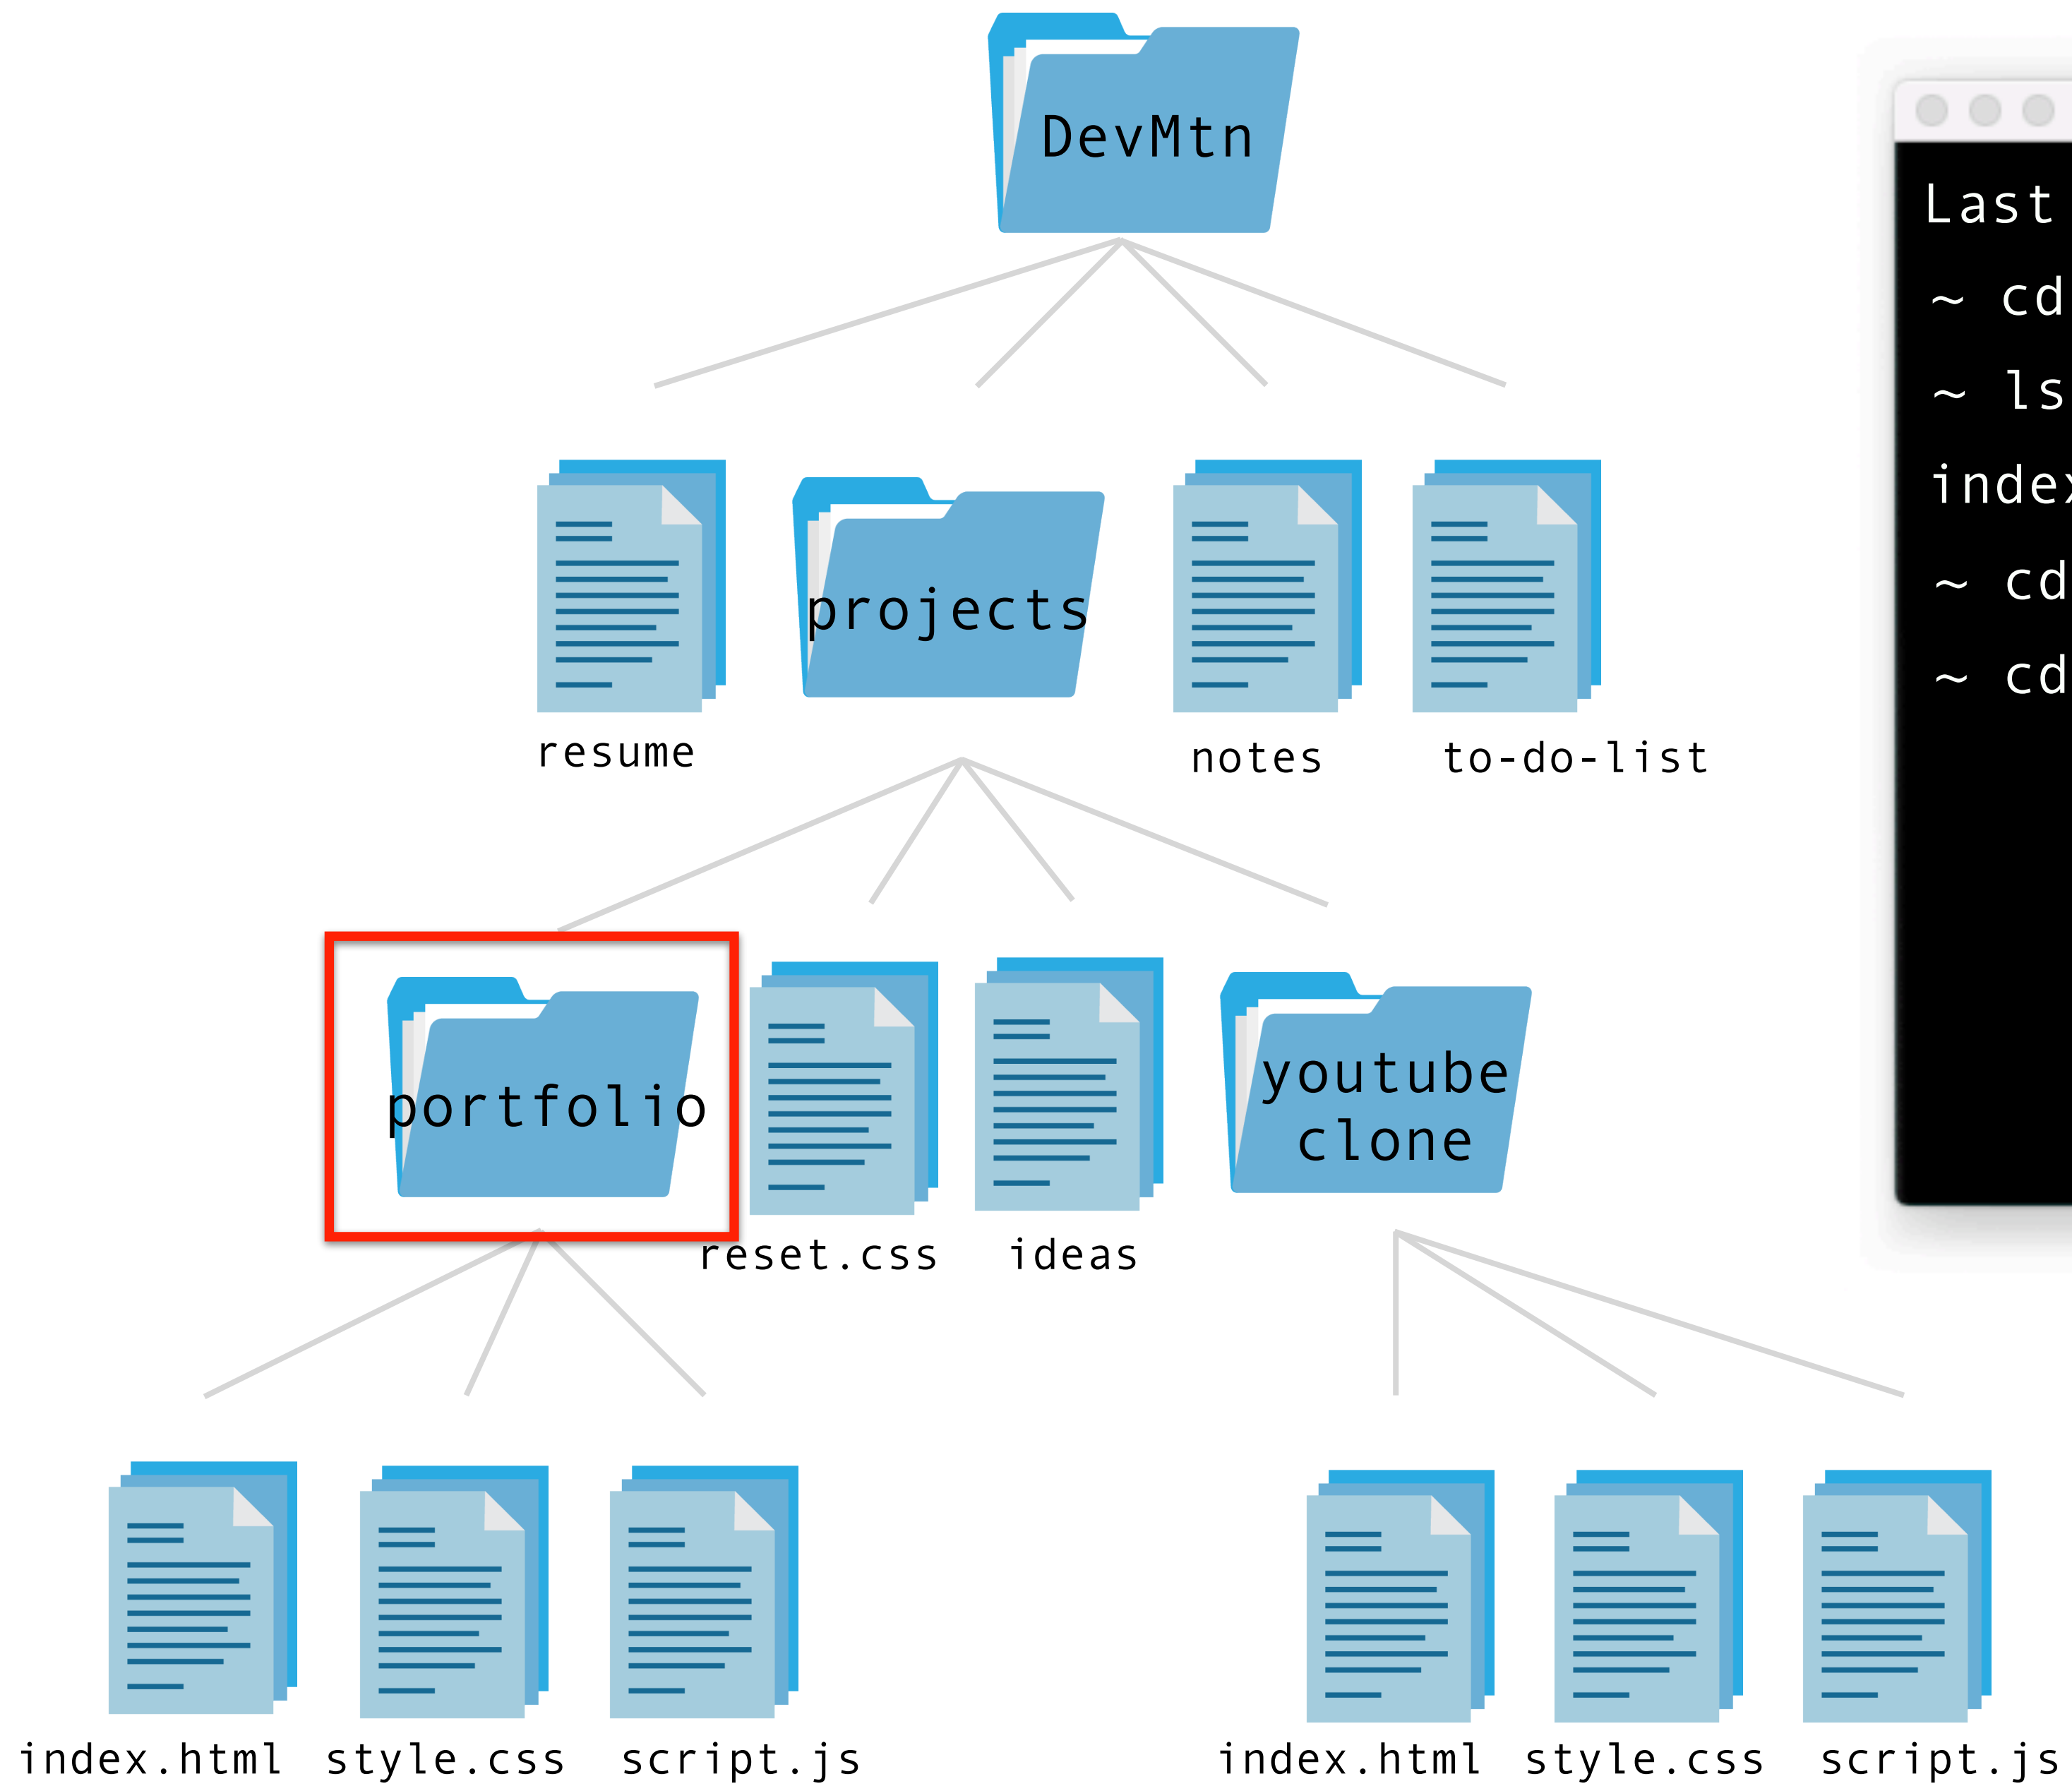 DevMtn
resume
projects
notes
to-do-list
portfolio
reset.css
ideas
youtube
clone
index.html
style.css
script.js
index.html
style.css
script.js
Last
~ cd
~ ls
~ cd
~ cd